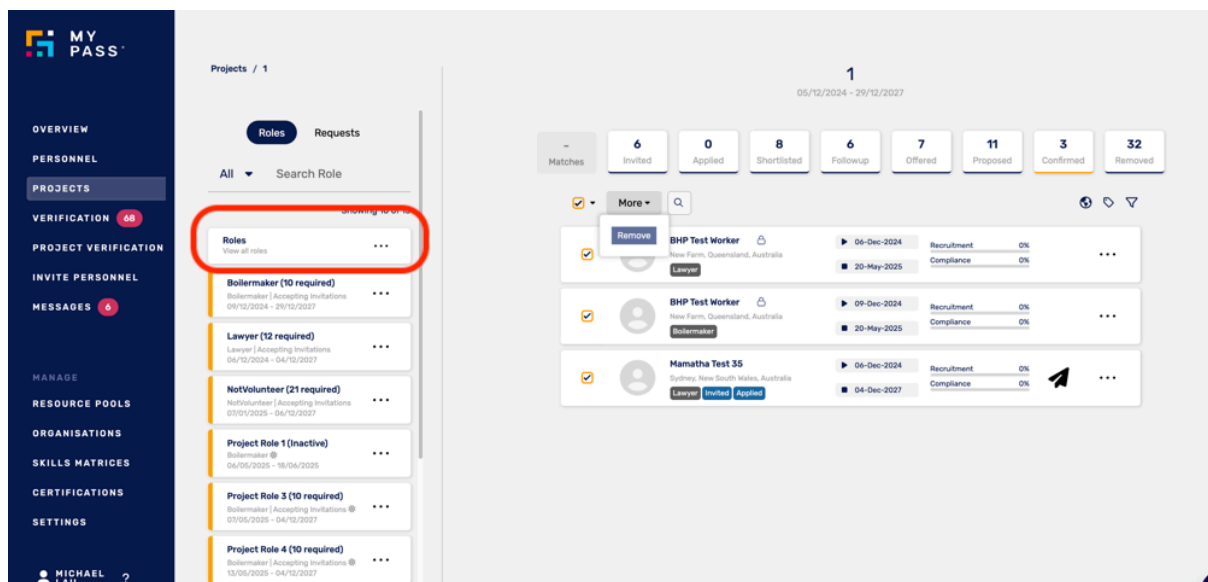 MY
PASS
OVERVIEW
PERSONNEL
PROJECTS
VERIFICATION 68
PROJECT VERIFICATION
INVITE PERSONNEL
MESSAGES 6
MANAGE
RESOURCE POOLS
ORGANISATIONS
SKILLS MATRICES
CERTIFICATIONS
SETTINGS
MICHAEL
?
Projects / 1
Roles Requests
All Search Role
Roles
View all roles
Boilermaker (10 required)
Boilermaker | Accepting Invitations
09/12/2024 - 29/12/2027
Lawyer (12 required)
Lawyer | Accepting Invitations
06/12/2024 - 04/12/2027
NotVolunteer (21 required)
NotVolunteer | Accepting Invitations
07/01/2025 - 06/12/2027
Project Role 1 (Inactive)
Boilermaker
06/05/2025 - 18/06/2025
Project Role 3 (10 required)
Boilermaker | Accepting Invitations
07/05/2025 - 04/12/2027
Project Role 4 (10 required)
Boilermaker | Accepting Invitations
13/05/2025 - 04/12/2027
1
05/12/2024 - 29/12/2027
- 6 0 8 6 7 11 3 32
Matches Invited Applied Shortlisted Followup Offered Proposed Confirmed Removed
More
Remove
BHP Test Worker
New Farm, Queensland, Australia
Lawyer
06-Dec-2024
20-May-2025
Recruitment 0%
Compliance 0%
BHP Test Worker
New Farm, Queensland, Australia
Boilermaker
09-Dec-2024
20-May-2025
Recruitment 0%
Compliance 0%
Mamatha Test 35
Sydney, New South Wales, Australia
Lawyer Invited Applied
06-Dec-2024
04-Dec-2027
Recruitment 0%
Compliance 0%